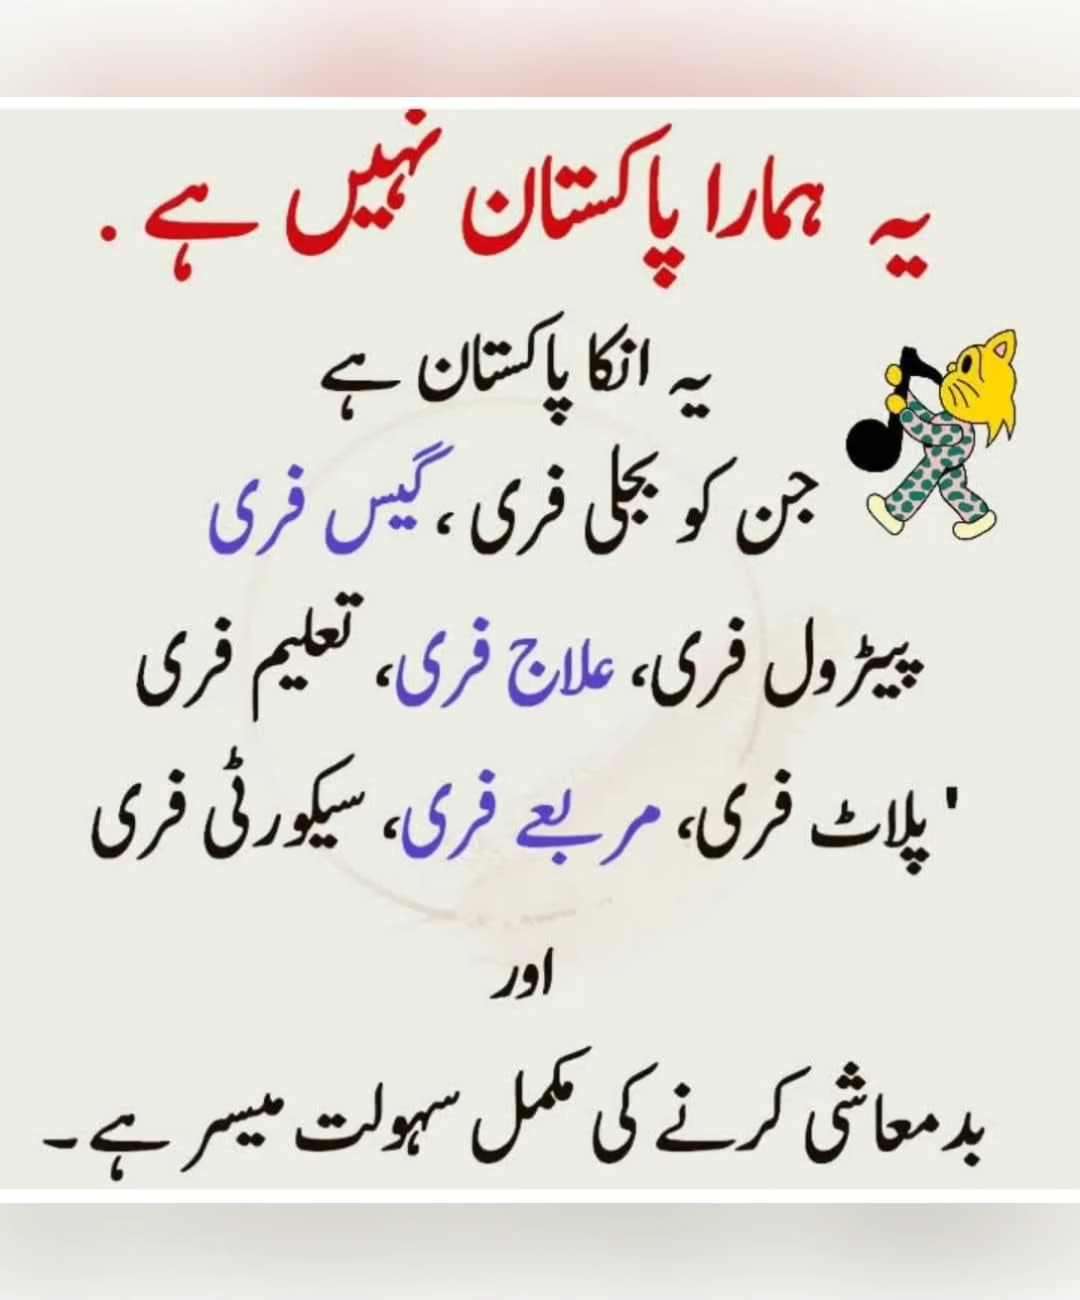 یہ ہمارا پاکستان نہیں ہے .
یہ انکا پاکستان ہے
جن کو بجلی فری ، گیس فری
پیٹرول فری، علاج فری، تعلیم فری
' پلاٹ فری، مربعے فری، سیکورٹی فری
اور
بدمعاشی کرنے کی مکمل سہولت میسر ہے ۔